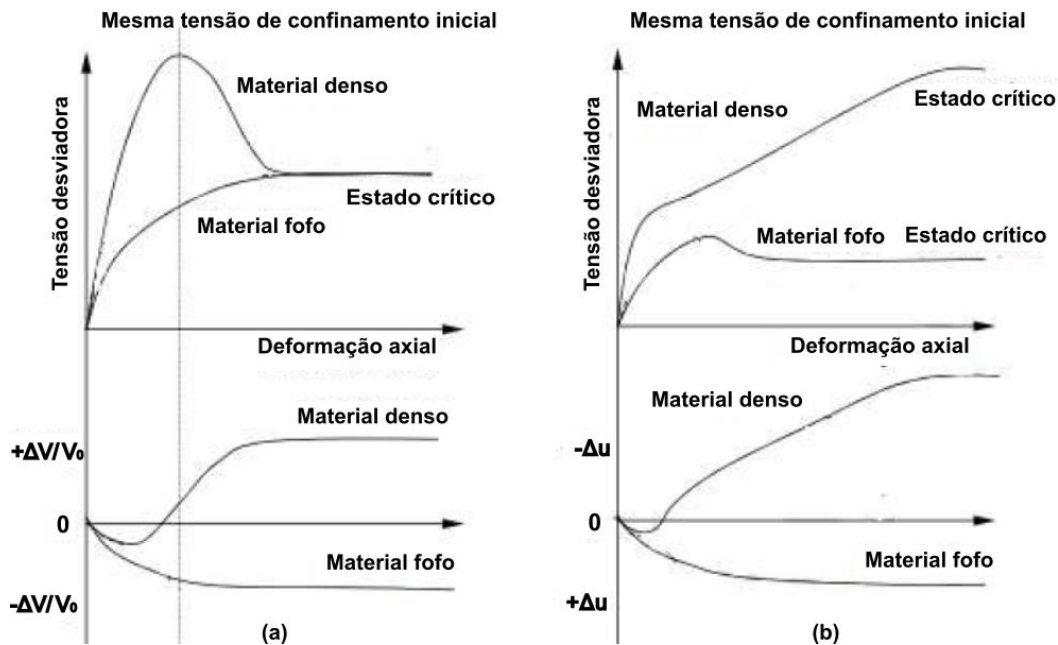 Mesma tensão de confinamento inicial
Tensão desviadora
Material denso
Material fofo
Estado crítico
Deformação axial
+ΔV/V₀
0
-ΔV/V₀
Material denso
Material fofo
(a)
Mesma tensão de confinamento inicial
Tensão desviadora
Material denso
Estado crítico
Material fofo
Estado crítico
Deformação axial
-Δu
0
+Δu
Material denso
Material fofo
(b)